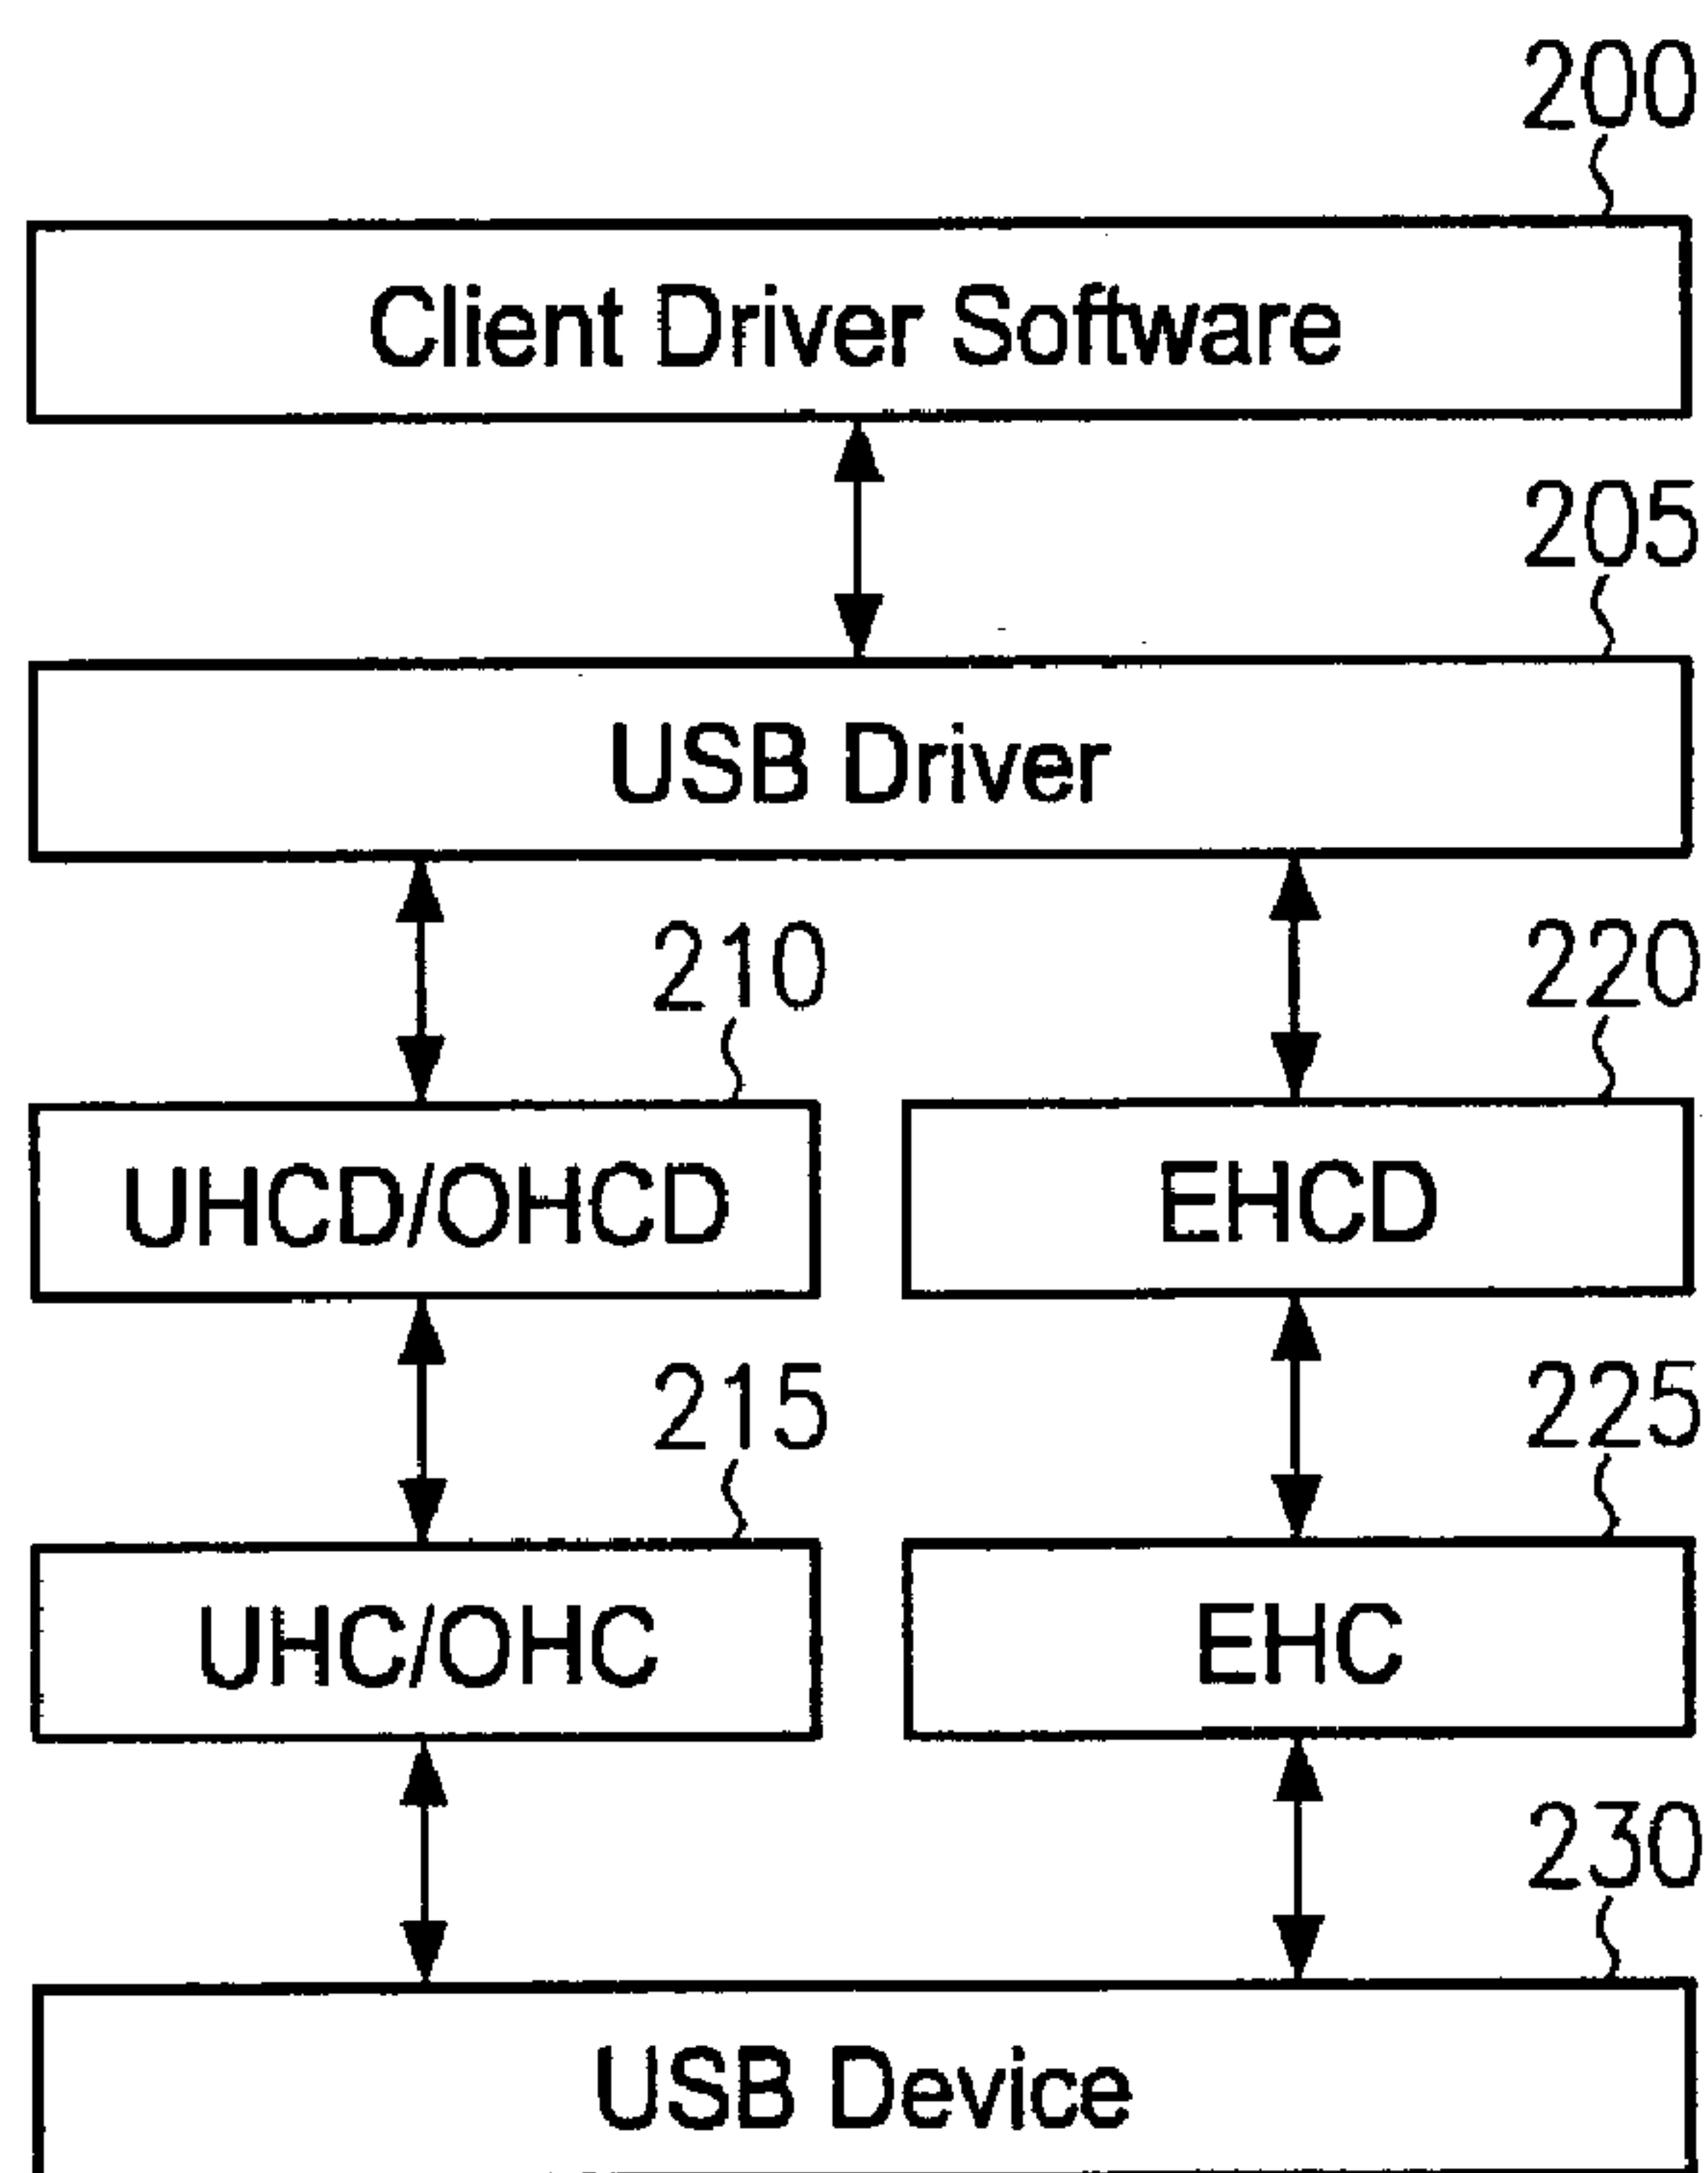 200
Client Driver Software
205
USB Driver
210
220
UHCD/OHCD
EHCD
215
225
UHC/OHC
EHC
230
USB Device